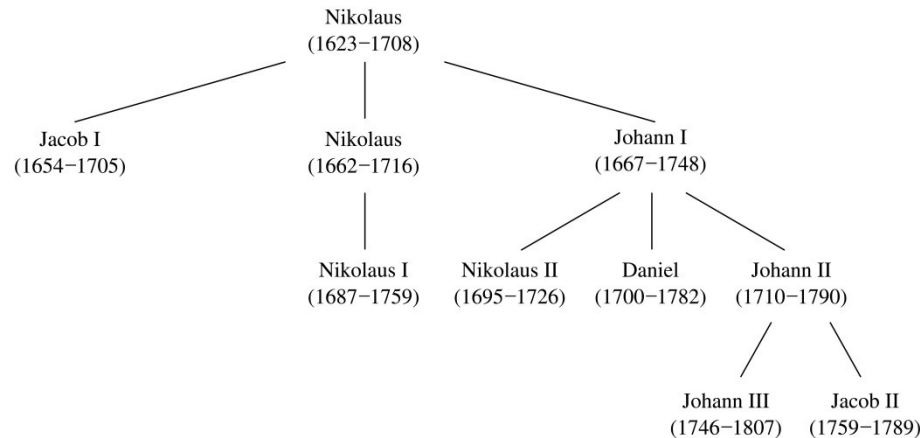 Nikolaus
(1623−1708)
Jacob I
(1654−1705)
Nikolaus
(1662−1716)
Johann I
(1667−1748)
Nikolaus I
(1687−1759)
Nikolaus II
(1695−1726)
Daniel
(1700−1782)
Johann II
(1710−1790)
Johann III
(1746−1807)
Jacob II
(1759−1789)